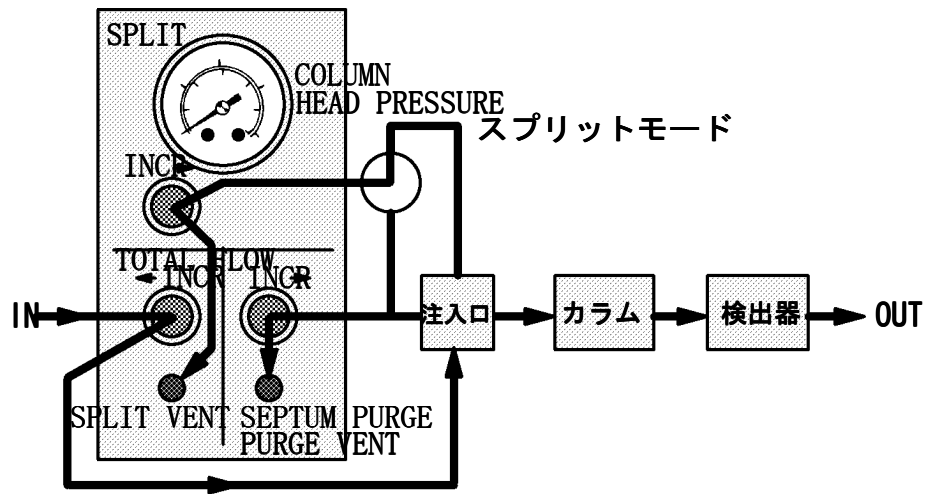 SPLIT
COLUMN
HEAD PRESSURE
スプリットモード
INCR
TOTAL FLOW
INCR INCR
IN
注入口
カラム
検出器
OUT
SPLIT VENT SEPTUM PURGE
PURGE VENT